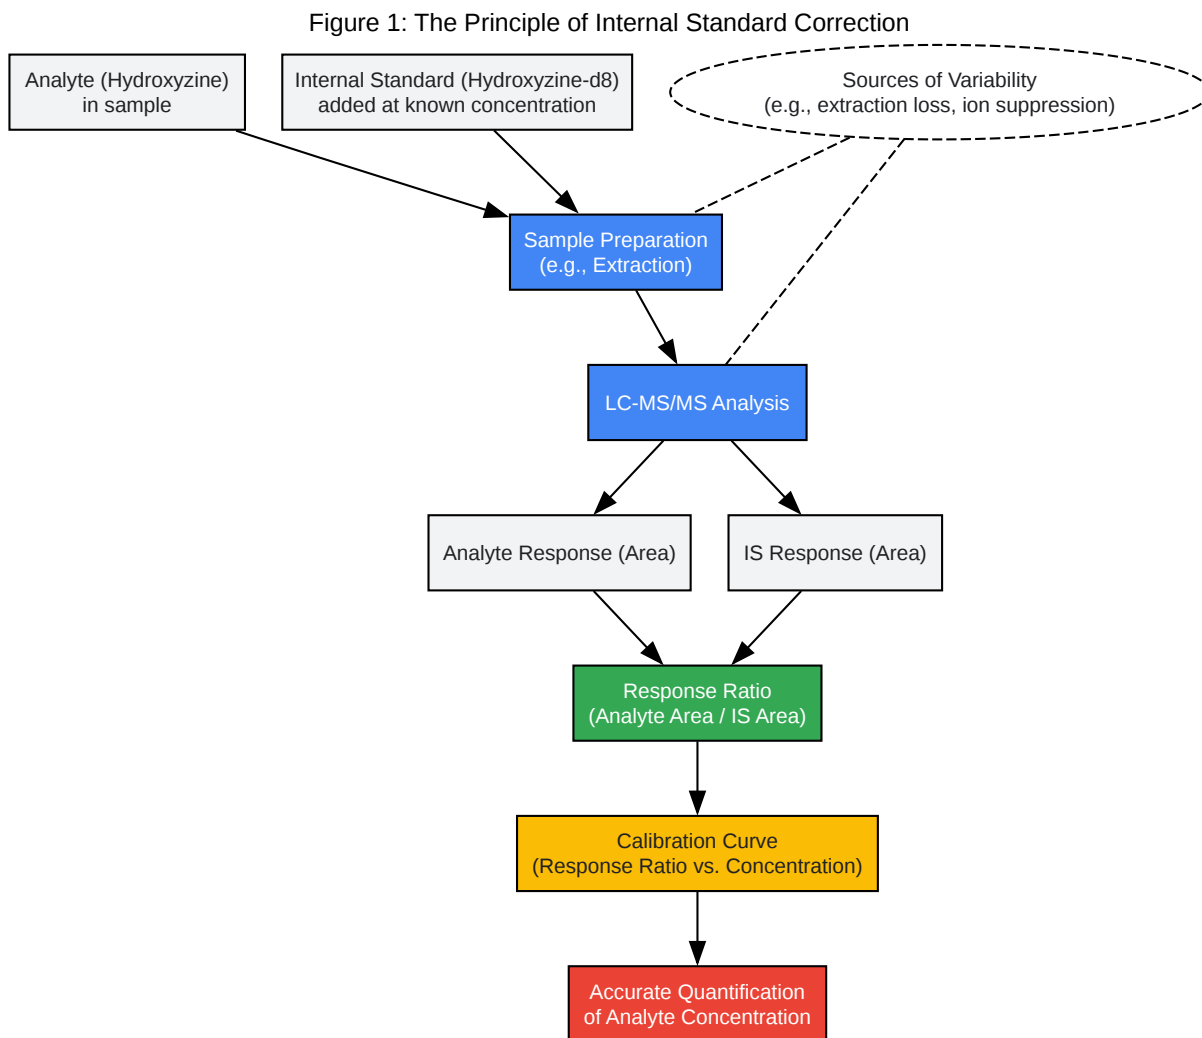 Figure 1: The Principle of Internal Standard Correction
Analyte (Hydroxyzine)
in sample
Internal Standard (Hydroxyzine-d8)
added at known concentration
Sources of Variability
(e.g., extraction loss, ion suppression)
Sample Preparation
(e.g., Extraction)
LC-MS/MS Analysis
Analyte Response (Area)
IS Response (Area)
Response Ratio
(Analyte Area / IS Area)
Calibration Curve
(Response Ratio vs. Concentration)
Accurate Quantification
of Analyte Concentration